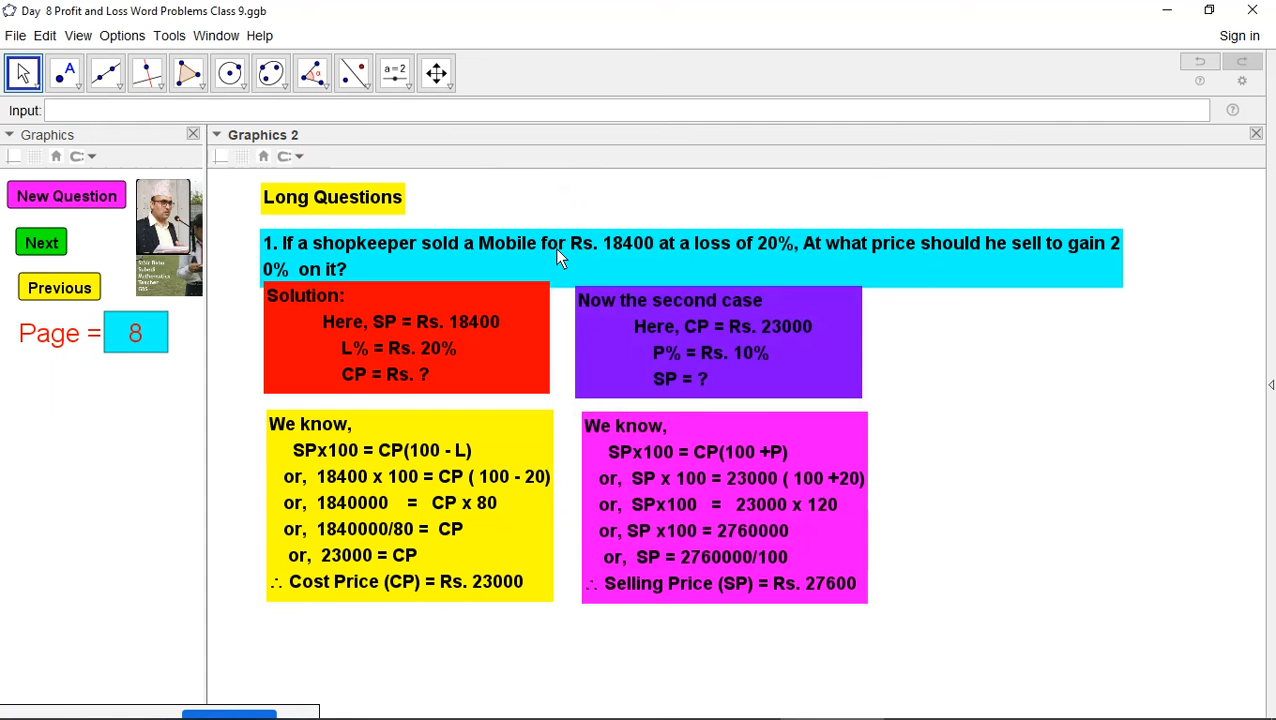 Day 8 Profit and Loss Word Problems Class 9.ggb
File Edit View Options Tools Window Help
Sign in
A
α
a=2
Input:
Graphics
Graphics 2
New Question
Next
Previous
Page = 8
Subedi
Mathematics
Teacher
Long Questions
1. If a shopkeeper sold a Mobile for Rs. 18400 at a loss of 20%, At what price should he sell to gain 2
0% on it?
Solution:
Here, SP = Rs. 18400
L% = Rs. 20%
CP = Rs. ?
Now the second case
Here, CP = Rs. 23000
P% = Rs. 10%
SP = ?
We know,
SPx100 = CP(100 - L)
or, 18400 x 100 = CP ( 100 - 20)
or, 1840000 = CP x 80
or, 1840000/80 = CP
or, 23000 = CP
∴ Cost Price (CP) = Rs. 23000
We know,
SPx100 = CP(100 +P)
or, SP x 100 = 23000 ( 100 +20)
or, SPx100 = 23000 x 120
or, SP x100 = 2760000
or, SP = 2760000/100
∴ Selling Price (SP) = Rs. 27600